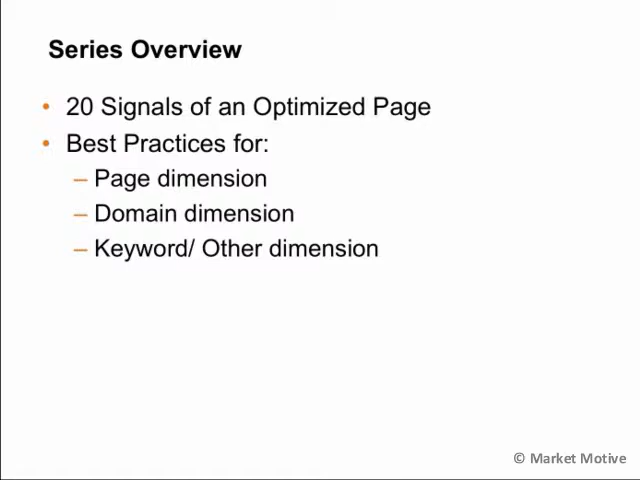 Series Overview
• 20 Signals of an Optimized Page
• Best Practices for:
– Page dimension
– Domain dimension
– Keyword/ Other dimension
© Market Motive